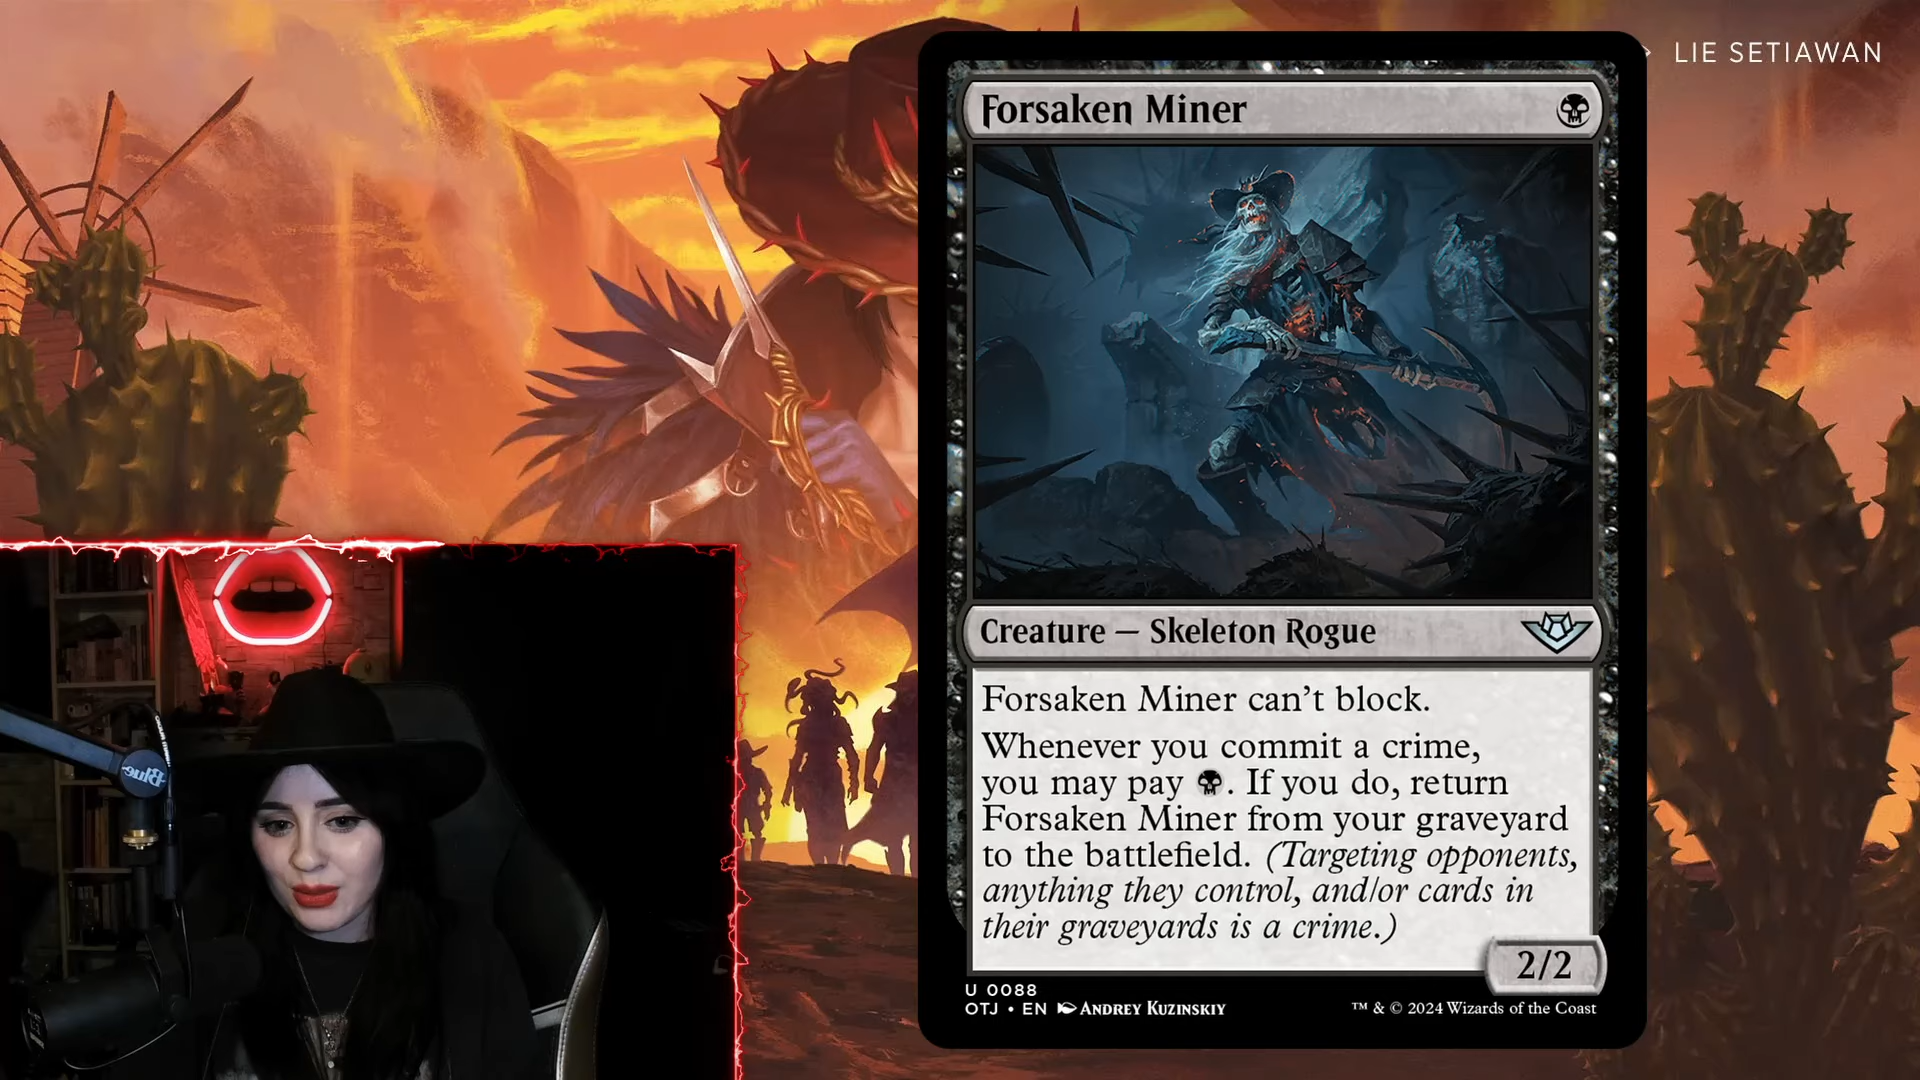 LIE SETIAWAN
Forsaken Miner
Creature — Skeleton Rogue
Forsaken Miner can't block.
Whenever you commit a crime,
you may pay . If you do, return
Forsaken Miner from your graveyard
to the battlefield. (Targeting opponents,
anything they control, and/or cards in
their graveyards is a crime.)
2/2
U 0088
OTJ • EN ANDREY KUZINSKIY
™ & © 2024 Wizards of the Coast
Blue